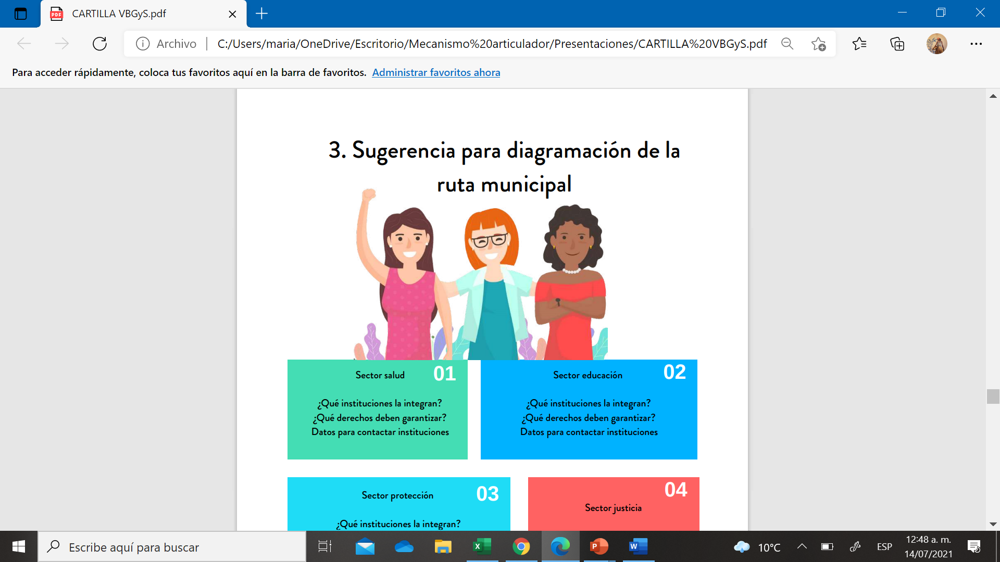 CARTILLA VBGyS.pdf
Archivo
C:/Users/maria/OneDrive/Escritorio/Mecanismo%20articulador/Presentaciones/CARTILLA%20VBGyS.pdf
Para acceder rápidamente, coloca tus favoritos aquí en la barra de favoritos. Administrar favoritos ahora
3. Sugerencia para diagramación de la
ruta municipal
Sector salud
01
¿Qué instituciones la integran?
¿Qué derechos deben garantizar?
Datos para contactar instituciones
Sector educación
02
¿Qué instituciones la integran?
¿Qué derechos deben garantizar?
Datos para contactar instituciones
Sector protección
03
¿Qué instituciones la integran?
04
Sector justicia
Escribe aquí para buscar
10°C
ESP
12:48 a. m.
14/07/2021